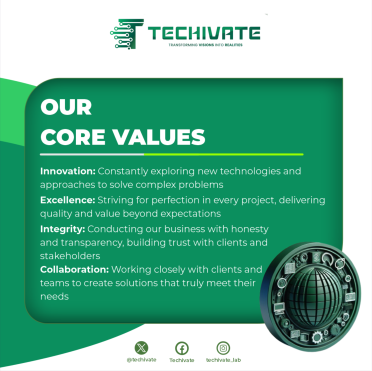 TECHIVATE
TRANSFORMING VISIONS INTO REALITIES
OUR
CORE VALUES
Innovation: Constantly exploring new technologies and
approaches to solve complex problems
Excellence: Striving for perfection in every project, delivering
quality and value beyond expectations
Integrity: Conducting our business with honesty
and transparency, building trust with clients and
stakeholders
Collaboration: Working closely with clients and
teams to create solutions that truly meet their
needs
@techivate Techivate techivate_lab